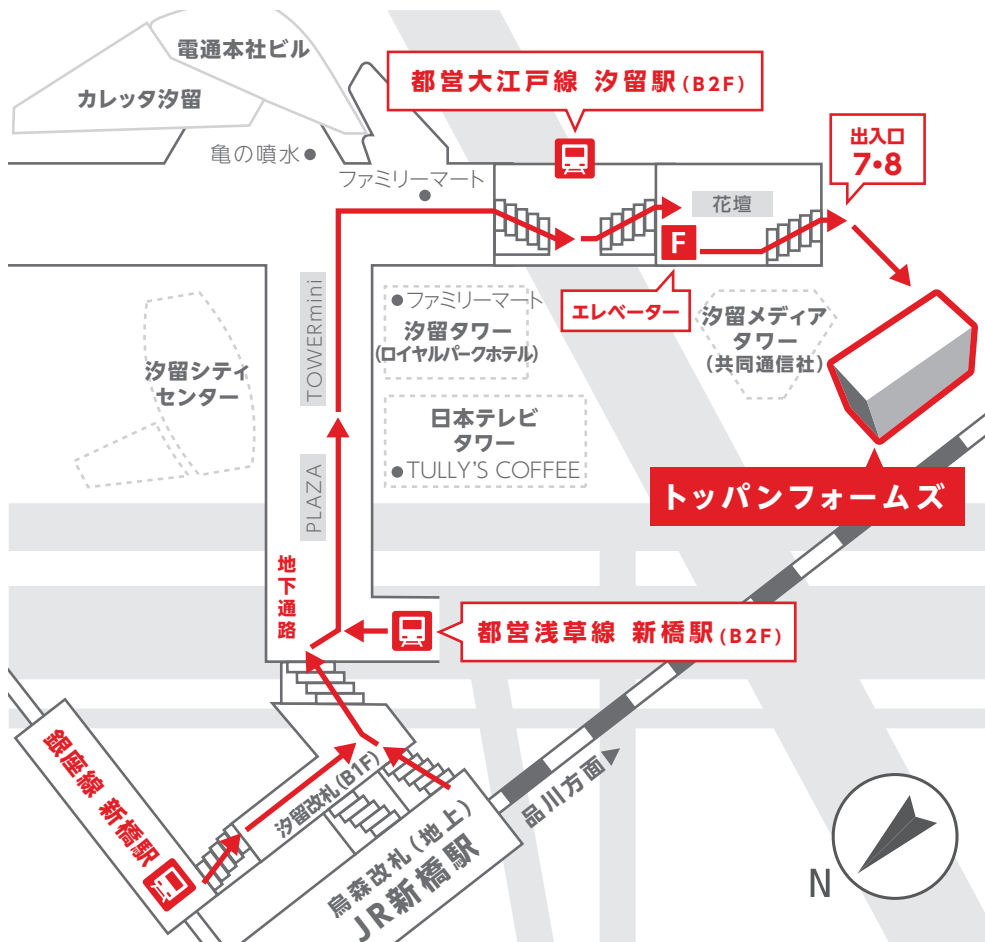 電通本社ビル
カレッタ汐留
亀の噴水●
ファミリーマート
●
都営大江戸線 汐留駅(B2F)
出入口
7・8
花壇
F
エレベーター
●ファミリーマート
汐留タワー
(ロイヤルパークホテル)
汐留メディア
タワー
(共同通信社)
TOWERmini
汐留シティ
センター
日本テレビ
タワー
●TULLY'S COFFEE
PLAZA
トッパンフォームズ
地下通路
都営浅草線 新橋駅(B2F)
銀座線 新橋駅
汐留改札(B1F)
烏森改札(地上)
JR新橋駅
品川方面▶
N